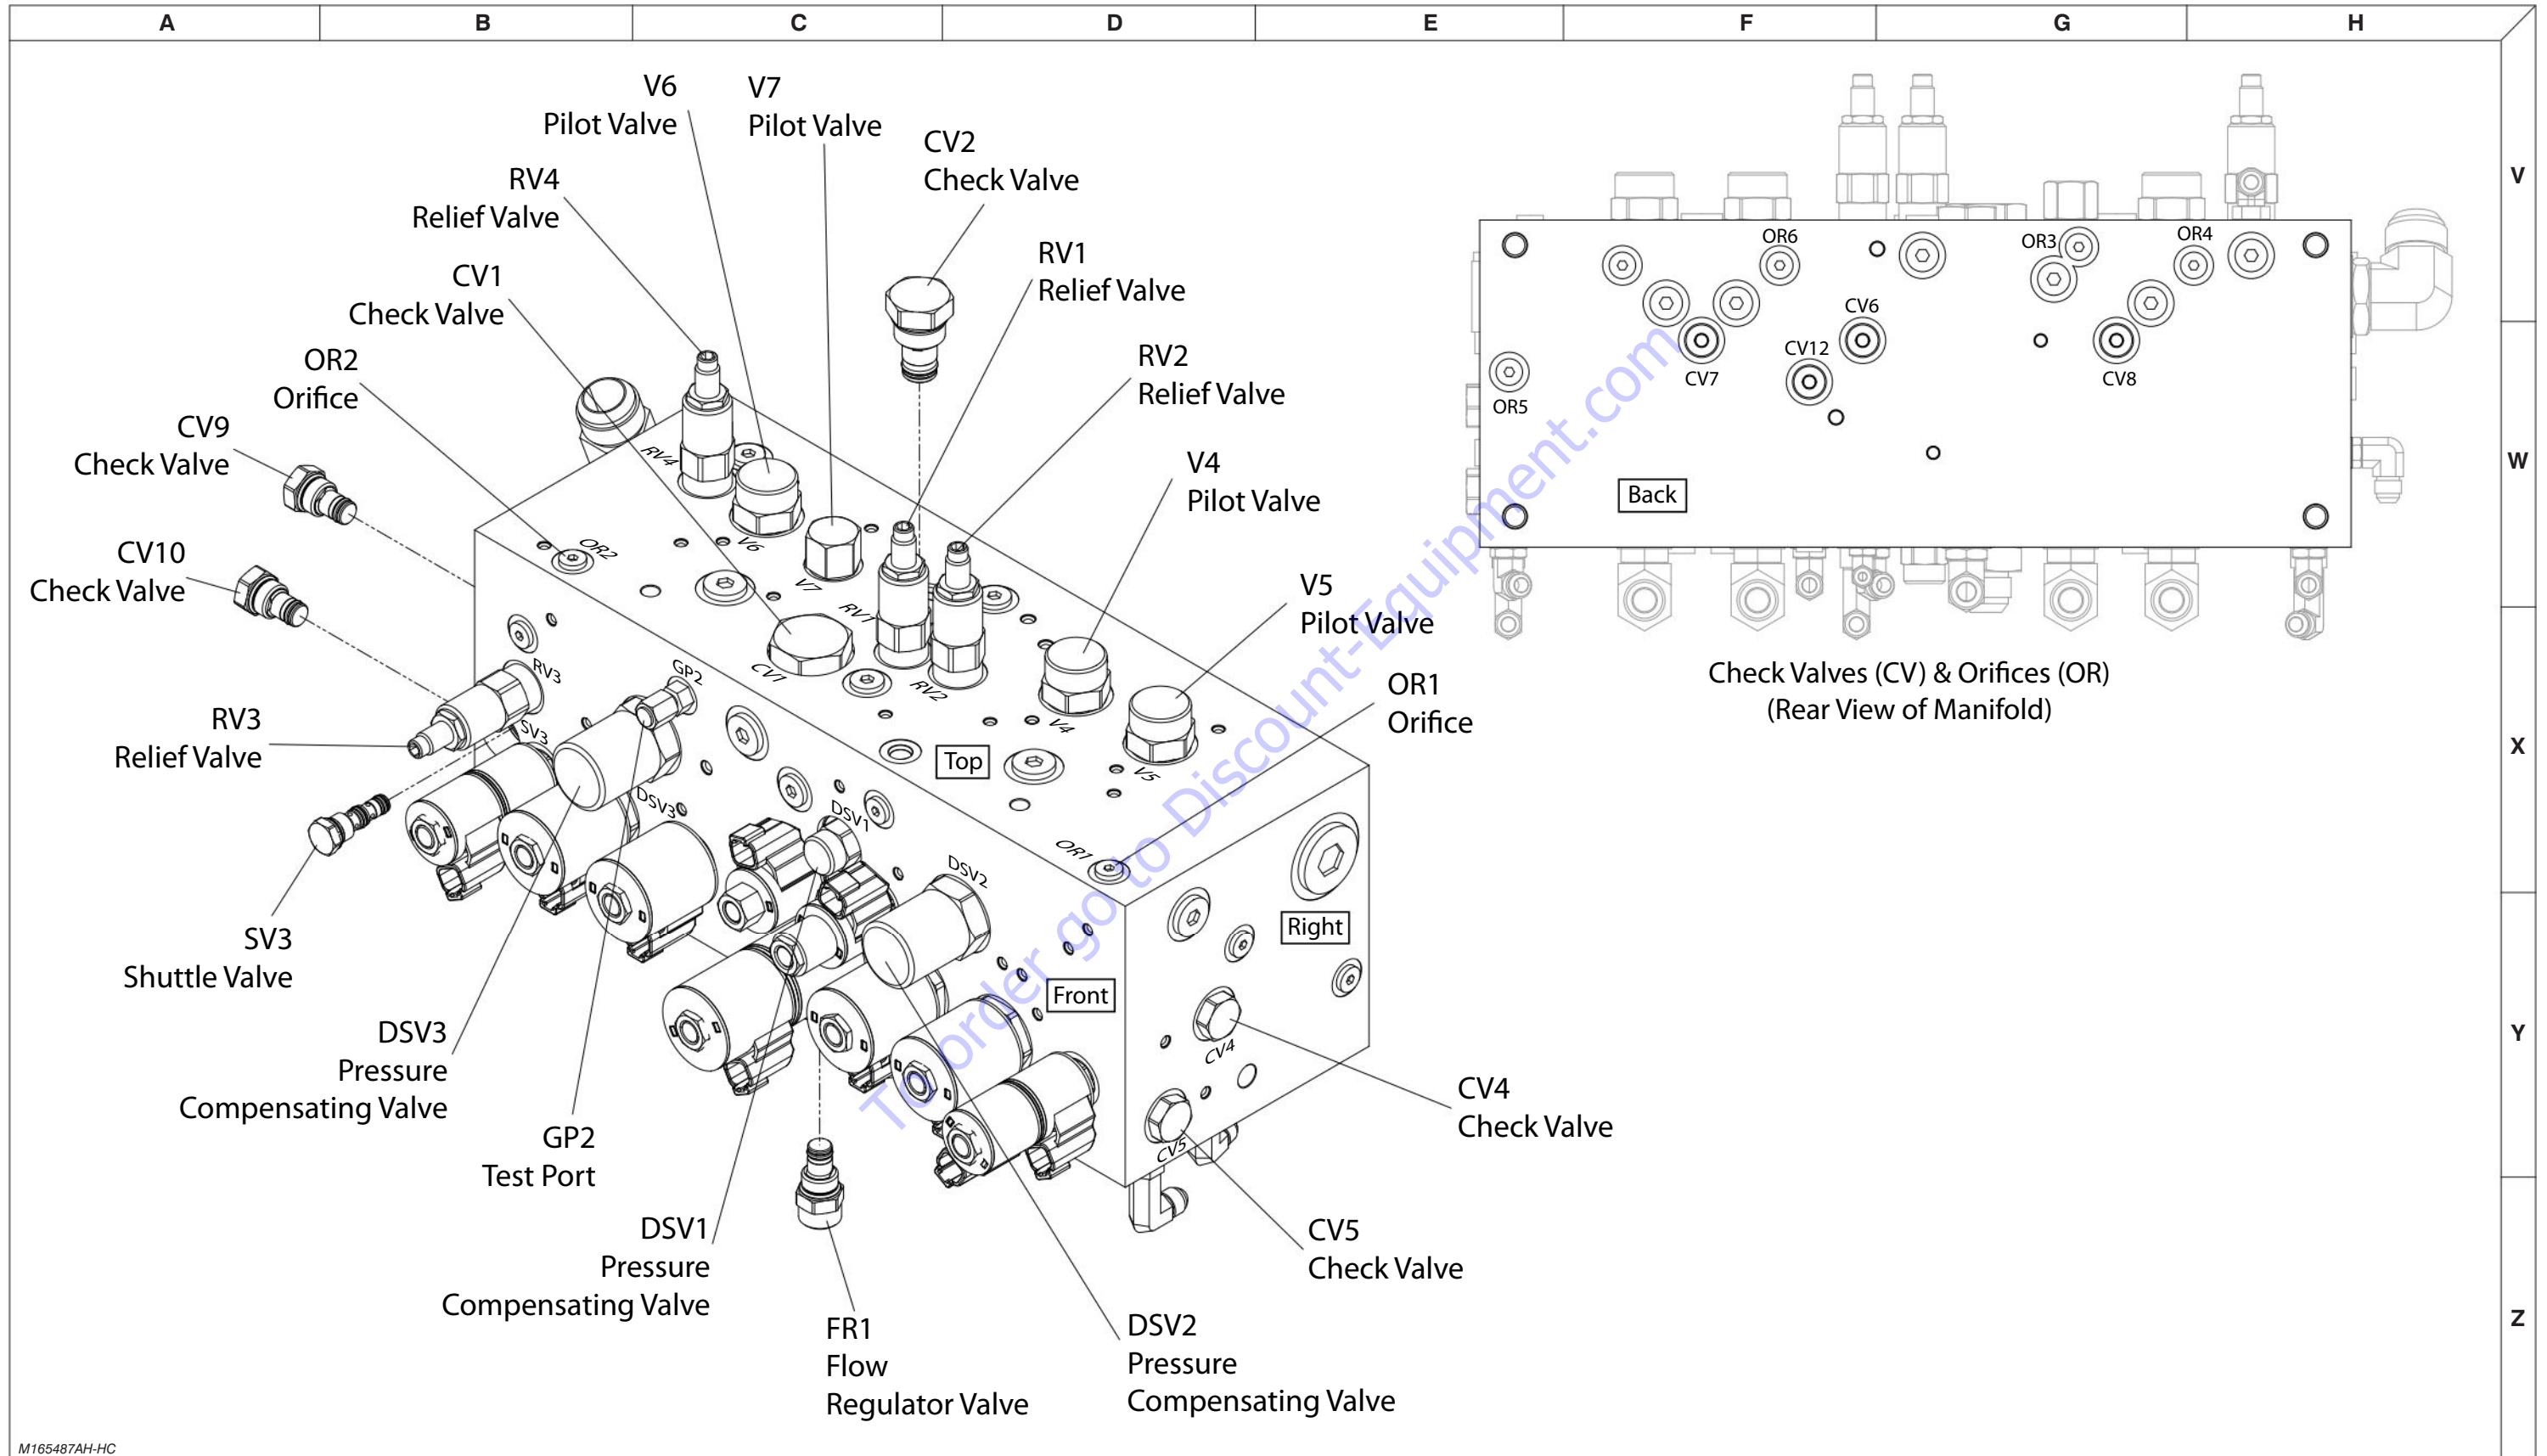 A B C D E F G H
V6
Pilot Valve
V7
Pilot Valve
CV2
Check Valve
RV4
Relief Valve
RV1
Relief Valve
CV1
Check Valve
RV2
Relief Valve
OR2
Orifice
CV9
Check Valve
V4
Pilot Valve
CV10
Check Valve
V5
Pilot Valve
OR1
Orifice
RV3
Relief Valve
SV3
Shuttle Valve
DSV3
Pressure
Compensating Valve
GP2
Test Port
DSV1
Pressure
Compensating Valve
FR1
Flow
Regulator Valve
DSV2
Pressure
Compensating Valve
CV4
Check Valve
CV5
Check Valve
RV4
OR2
V6
V7
RV1
CV1
RV2
V4
V5
OR1
Top
RV3
GP2
SV3
DSV3
DSV1
DSV2
Front
Right
CV4
CV5
OR6
OR3
OR4
CV6
CV12
CV7
CV8
OR5
Back
Check Valves (CV) & Orifices (OR)
(Rear View of Manifold)
V
W
X
Y
Z
To order go to Discount-Equipment.com
M165487AH-HC